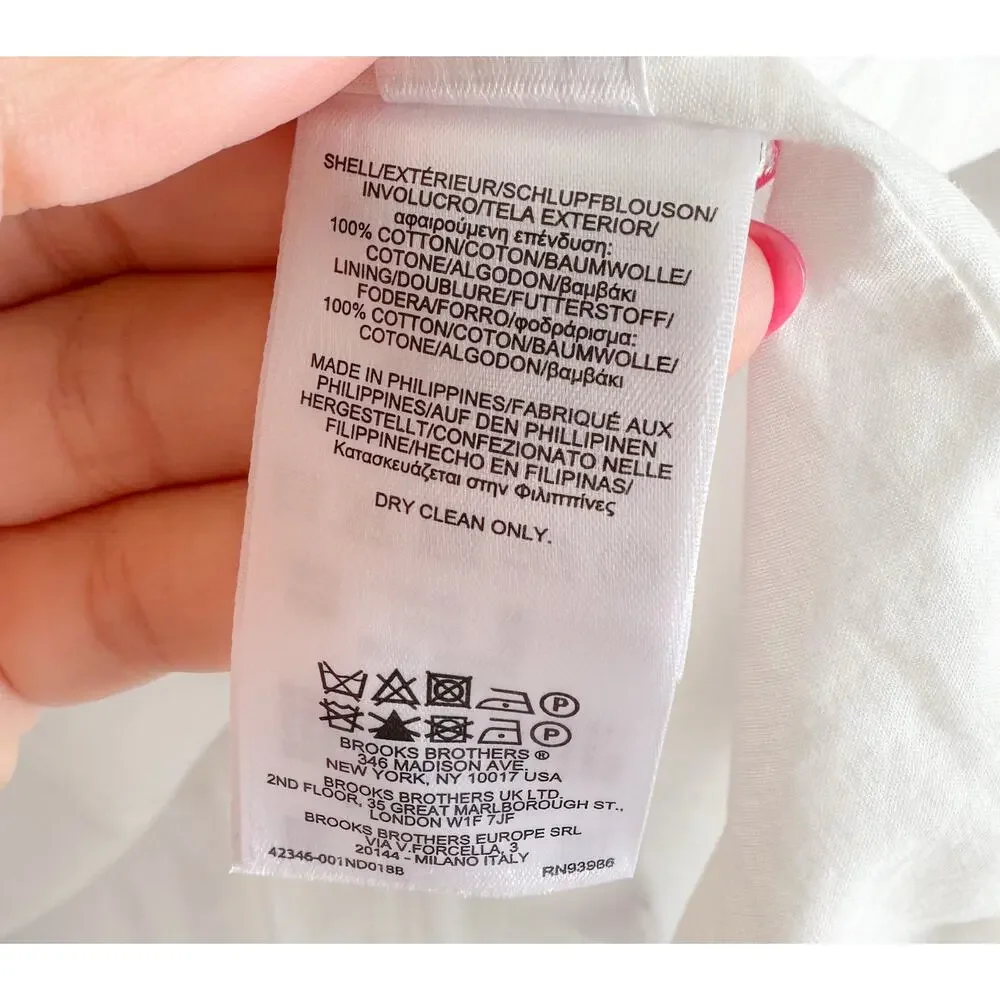 SHELL/EXTÉRIEUR/SCHLUPFBLOUSON/
INVOLUCRO/TELA EXTERIOR/
αφαιρούμενη επένδυση:
100% COTTON/COTON/BAUMWOLLE/
COTONE/ALGODON/βαμβάκι
LINING/DOUBLURE/FUTTERSTOFF/
FODERA/FORRO/φοδράρισμα:
100% COTTON/COTON/BAUMWOLLE/
COTONE/ALGODON/βαμβάκι
MADE IN PHILIPPINES/FABRIQUÉ AUX
PHILIPPINES/AUF DEN PHILLIPINEN
HERGESTELLT/CONFEZIONATO NELLE
FILIPPINE/HECHO EN FILIPINAS/
Κατασκευάζεται στην Φιλιππίνες
DRY CLEAN ONLY.
P
P
BROOKS BROTHERS ®
346 MADISON AVE.
NEW YORK, NY 10017 USA
BROOKS BROTHERS UK LTD.
2ND FLOOR, 35 GREAT MARLBOROUGH ST.,
LONDON W1F 7JF
BROOKS BROTHERS EUROPE SRL
VIA V.FORCELLA, 3
20144 - MILANO ITALY
42346-001ND018B RN93966